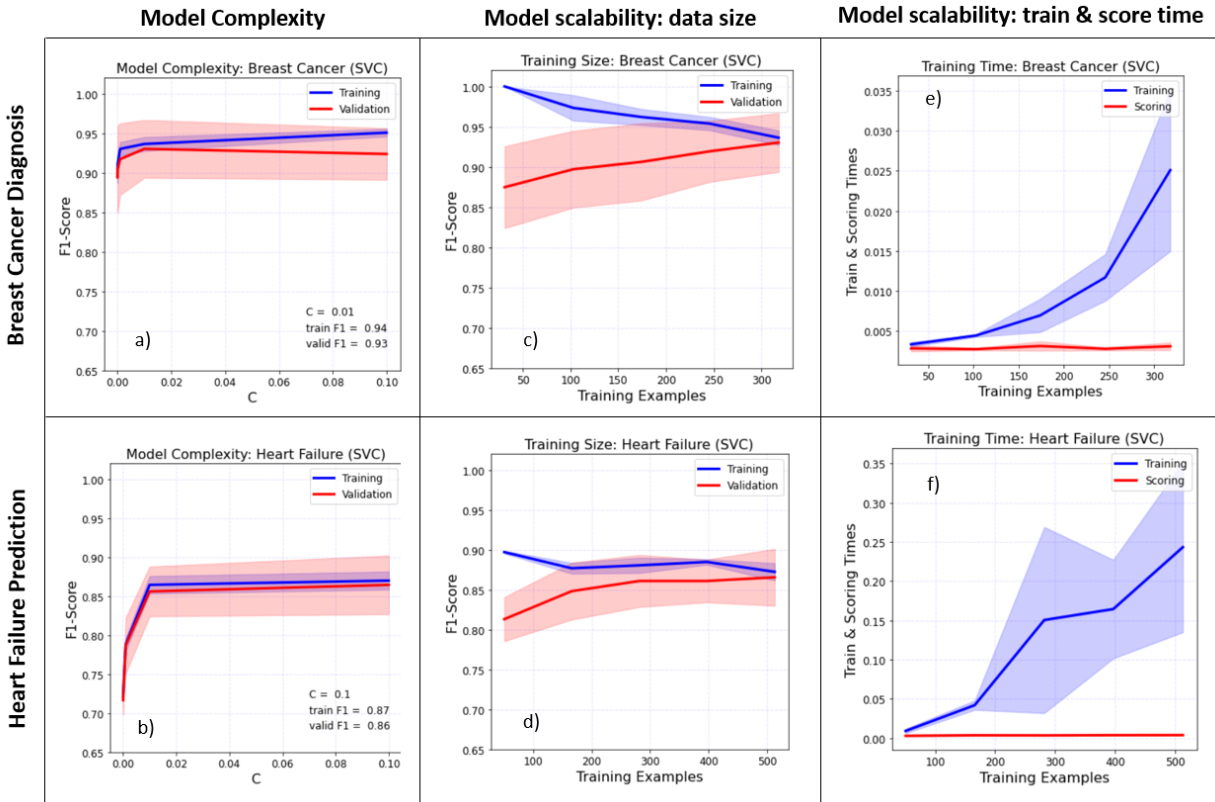 Model Complexity
Model scalability: data size
Model scalability: train & score time
Breast Cancer Diagnosis
Model Complexity: Breast Cancer (SVC)
F1-Score
1.00
0.95
0.90
0.85
0.80
0.75
0.70
0.65
Training
Validation
C = 0.01
train F1 = 0.94
valid F1 = 0.93
a)
0.00 0.02 0.04 0.06 0.08 0.10
C
Training Size: Breast Cancer (SVC)
F1-Score
1.00
0.95
0.90
0.85
0.80
0.75
0.70
0.65
Training
Validation
c)
50 100 150 200 250 300
Training Examples
Training Time: Breast Cancer (SVC)
Train & Scoring Times
0.035
0.030
0.025
0.020
0.015
0.010
0.005
e)
Training
Scoring
50 100 150 200 250 300
Training Examples
Heart Failure Prediction
Model Complexity: Heart Failure (SVC)
F1-Score
1.00
0.95
0.90
0.85
0.80
0.75
0.70
0.65
Training
Validation
C = 0.1
train F1 = 0.87
valid F1 = 0.86
b)
0.00 0.02 0.04 0.06 0.08 0.10
C
Training Size: Heart Failure (SVC)
F1-Score
1.00
0.95
0.90
0.85
0.80
0.75
0.70
0.65
Training
Validation
d)
100 200 300 400 500
Training Examples
Training Time: Heart Failure (SVC)
Train & Scoring Times
0.35
0.30
0.25
0.20
0.15
0.10
0.05
0.00
f)
Training
Scoring
100 200 300 400 500
Training Examples